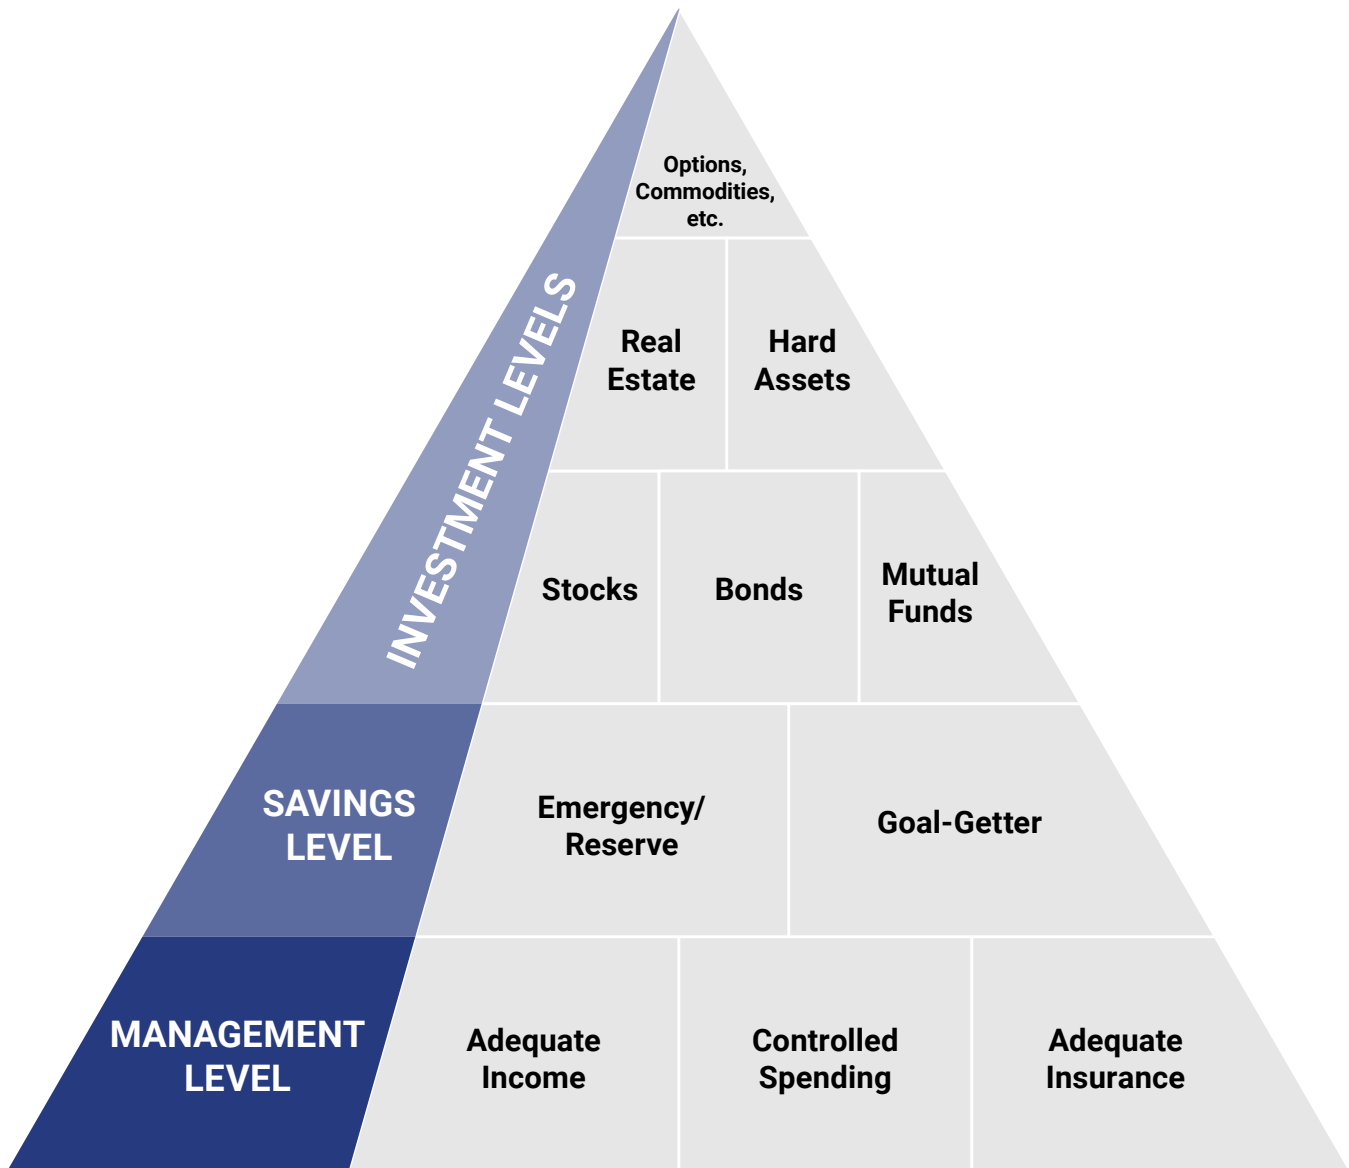 Options,
Commodities,
etc.
INVESTMENT LEVELS
Real
Estate
Hard
Assets
Stocks
Bonds
Mutual
Funds
SAVINGS
LEVEL
Emergency/
Reserve
Goal-Getter
MANAGEMENT
LEVEL
Adequate
Income
Controlled
Spending
Adequate
Insurance